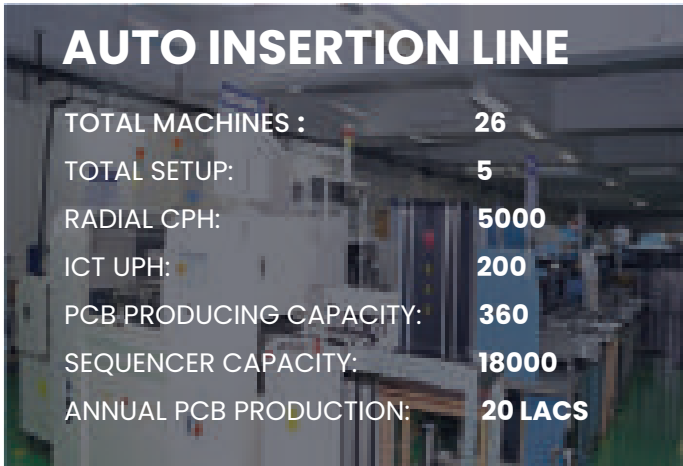 AUTO INSERTION LINE
TOTAL MACHINES : 26
TOTAL SETUP: 5
RADIAL CPH: 5000
ICT UPH: 200
PCB PRODUCING CAPACITY: 360
SEQUENCER CAPACITY: 18000
ANNUAL PCB PRODUCTION: 20 LACS